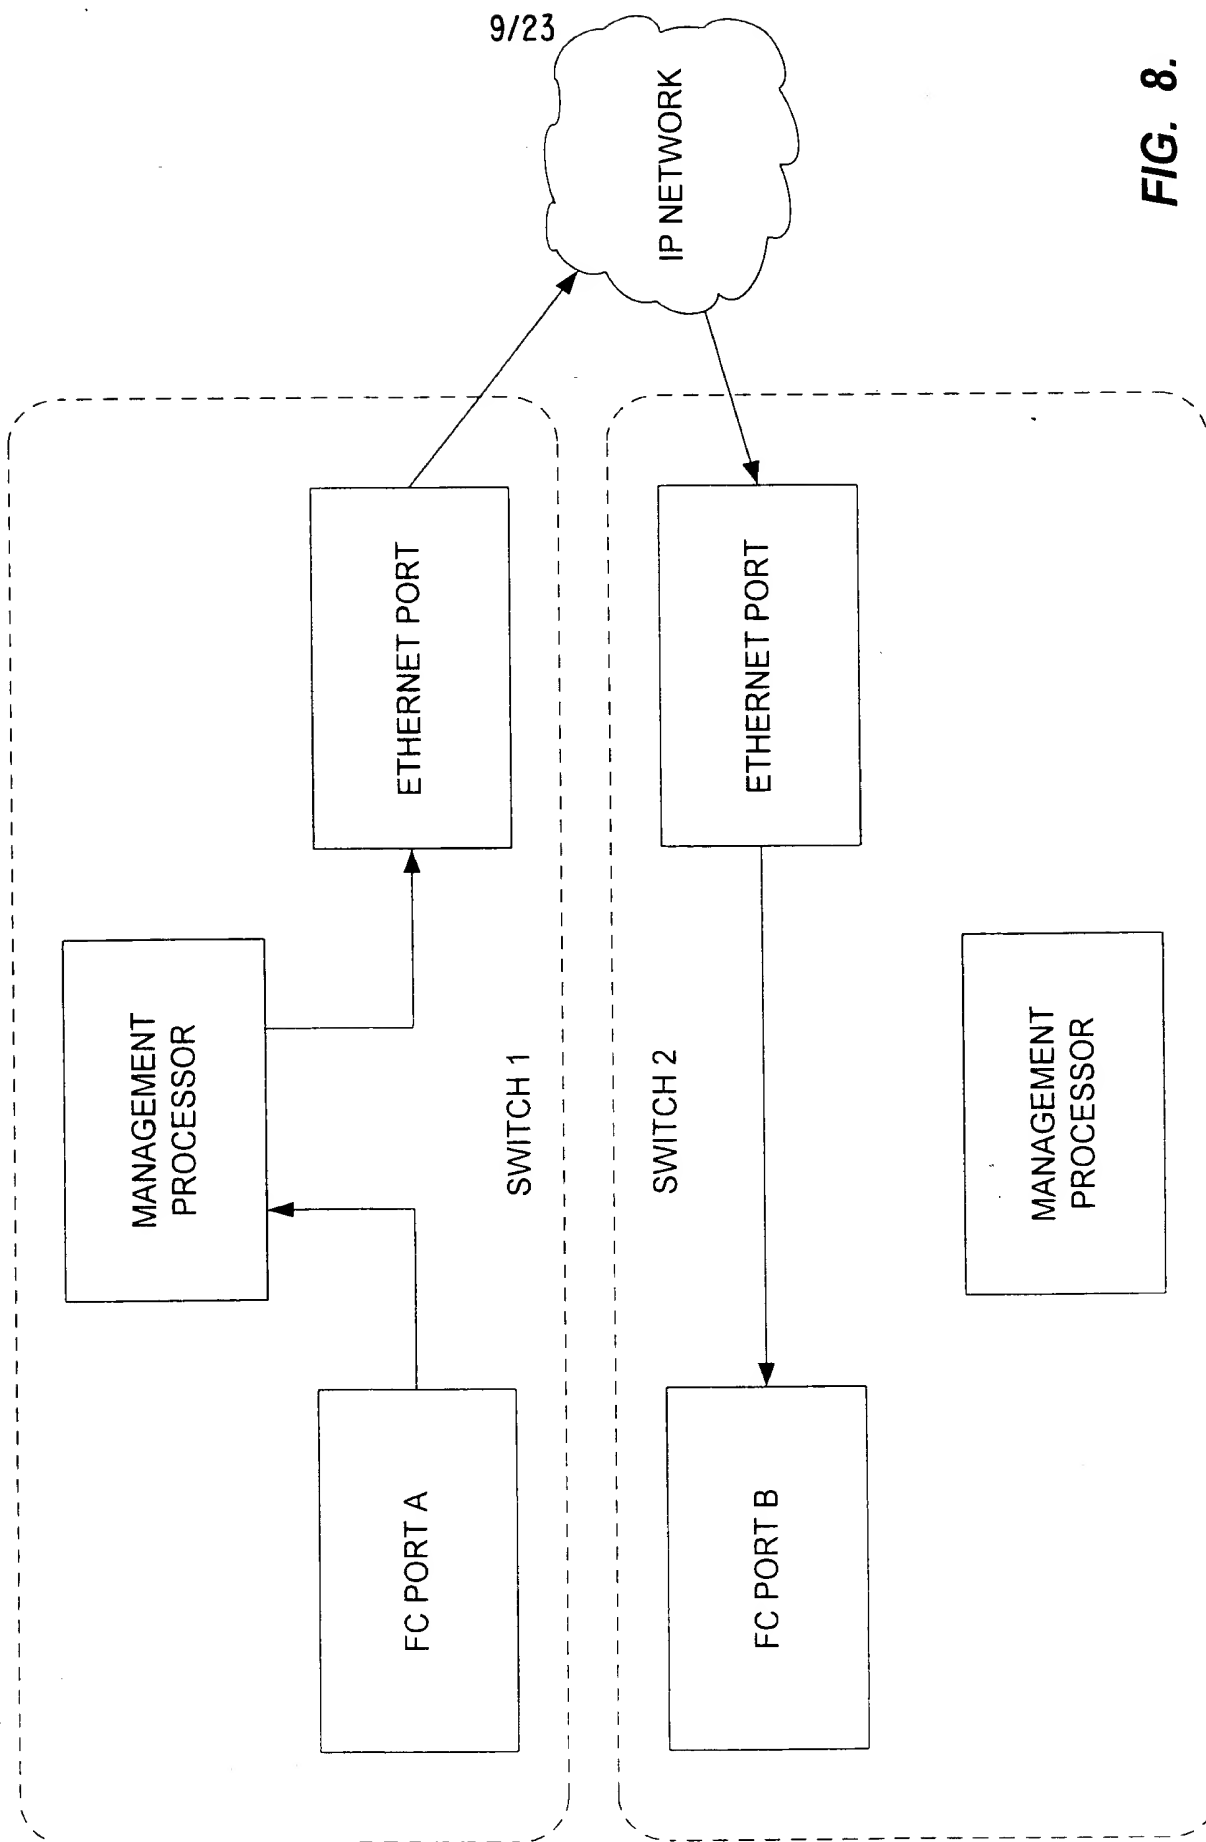 9/23
MANAGEMENT
PROCESSOR
FC PORT A
ETHERNET PORT
SWITCH 1
IP NETWORK
SWITCH 2
FC PORT B
ETHERNET PORT
MANAGEMENT
PROCESSOR
FIG. 8.